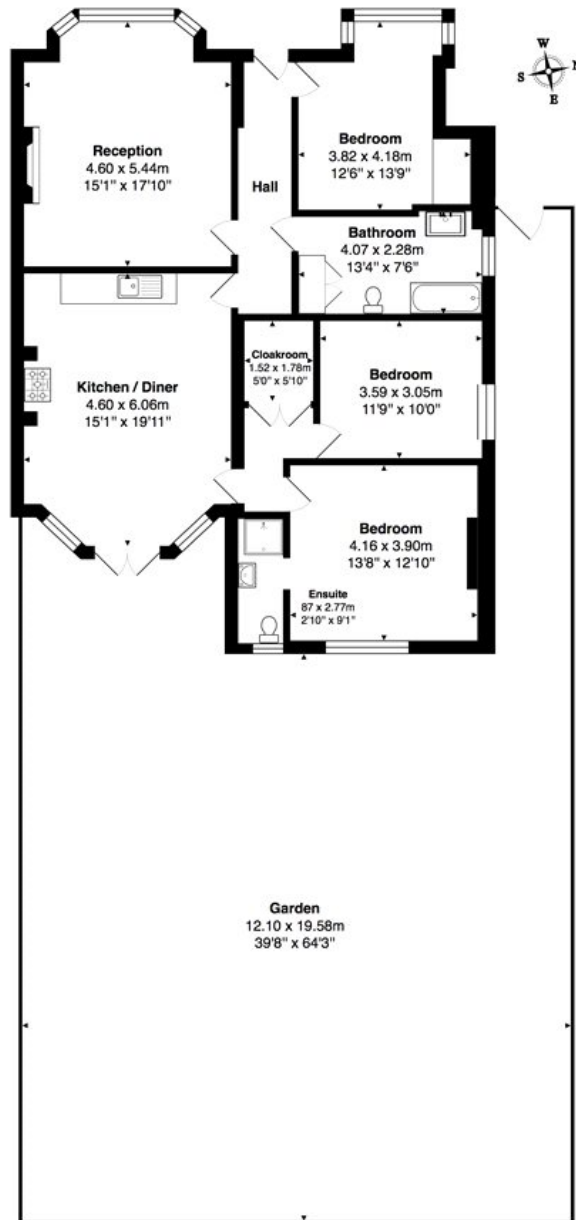 W
S
N
E
Reception
4.60 x 5.44m
15'1" x 17'10"
Hall
Bedroom
3.82 x 4.18m
12'6" x 13'9"
Bathroom
4.07 x 2.28m
13'4" x 7'6"
Cloakroom
1.52 x 1.78m
5'0" x 5'10"
Bedroom
3.59 x 3.05m
11'9" x 10'0"
Kitchen / Diner
4.60 x 6.06m
15'1" x 19'11"
Bedroom
4.16 x 3.90m
13'8" x 12'10"
Ensuite
87 x 2.77m
2'10" x 9'1"
Garden
12.10 x 19.58m
39'8" x 64'3"